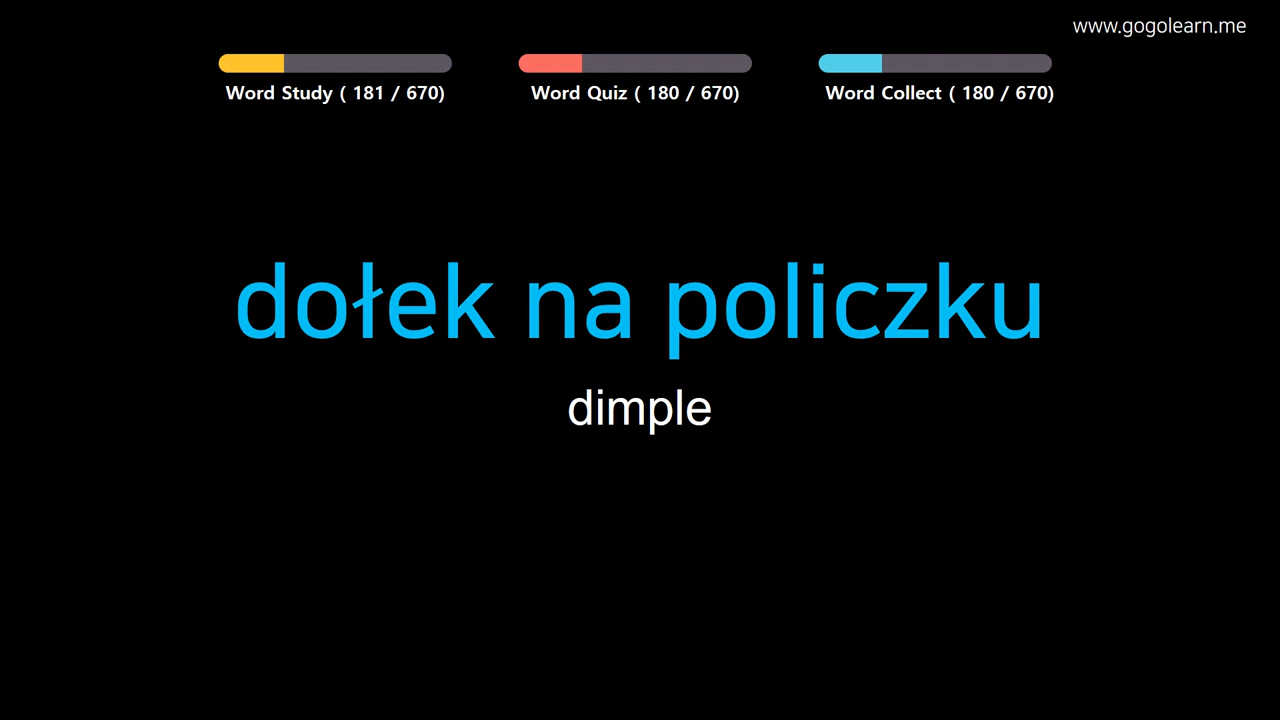 www.gogolearn.me
Word Study ( 181 / 670)
Word Quiz ( 180 / 670)
Word Collect ( 180 / 670)
dołek na policzku
dimple